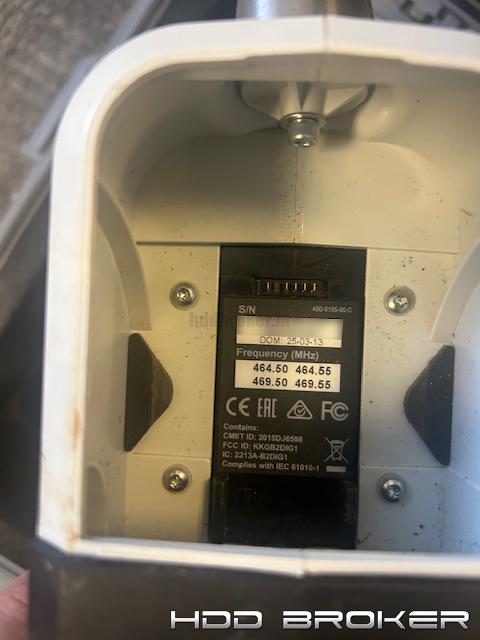 S/N 450-0155-00-C
DOM: 25-03-13
Frequency (MHz)
464.50 464.55
469.50 469.55
CE EAC FC
Contains:
CMIIT ID: 2015DJ6598
FCC ID: KKGB2DIG1
IC: 2213A-B2DIG1
Complies with IEC 61010-1
HDD BROKER